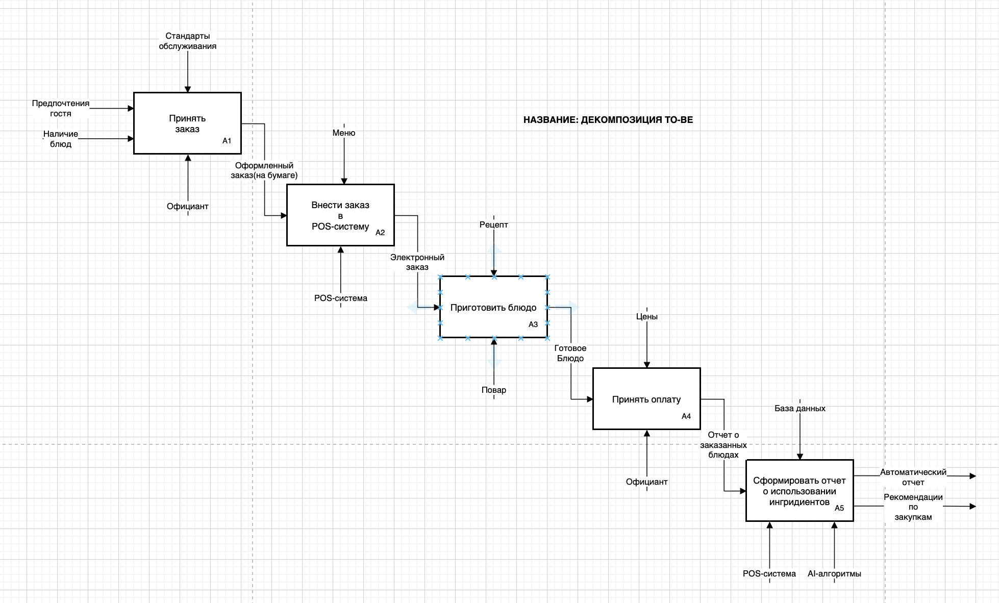 Стандарты
обслуживания
Предпочтения
гостя
Наличие
блюд
Принять
заказ
A1
Официант
НАЗВАНИЕ: ДЕКОМПОЗИЦИЯ TO-BE
Оформленный
заказ(на бумаге)
Меню
Внести заказ
в
POS-систему
A2
POS-система
Электронный
заказ
Рецепт
Приготовить блюдо
A3
Повар
Готовое
Блюдо
Цены
Принять оплату
A4
Официант
Отчет о
заказанных
блюдах
База данных
Сформировать отчет
о использовании
ингридиентов
A5
Автоматический
отчет
Рекомендации
по
закупкам
POS-система
AI-алгоритмы